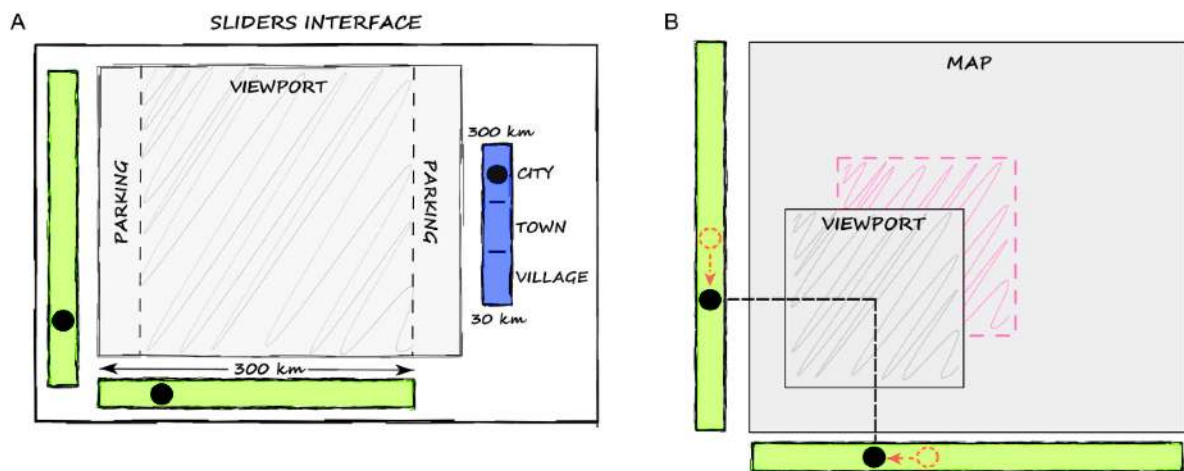 A
SLIDERS INTERFACE
VIEWPORT
PARKING
PARKING
300 km
CITY
TOWN
VILLAGE
30 km
300 km
B
MAP
VIEWPORT